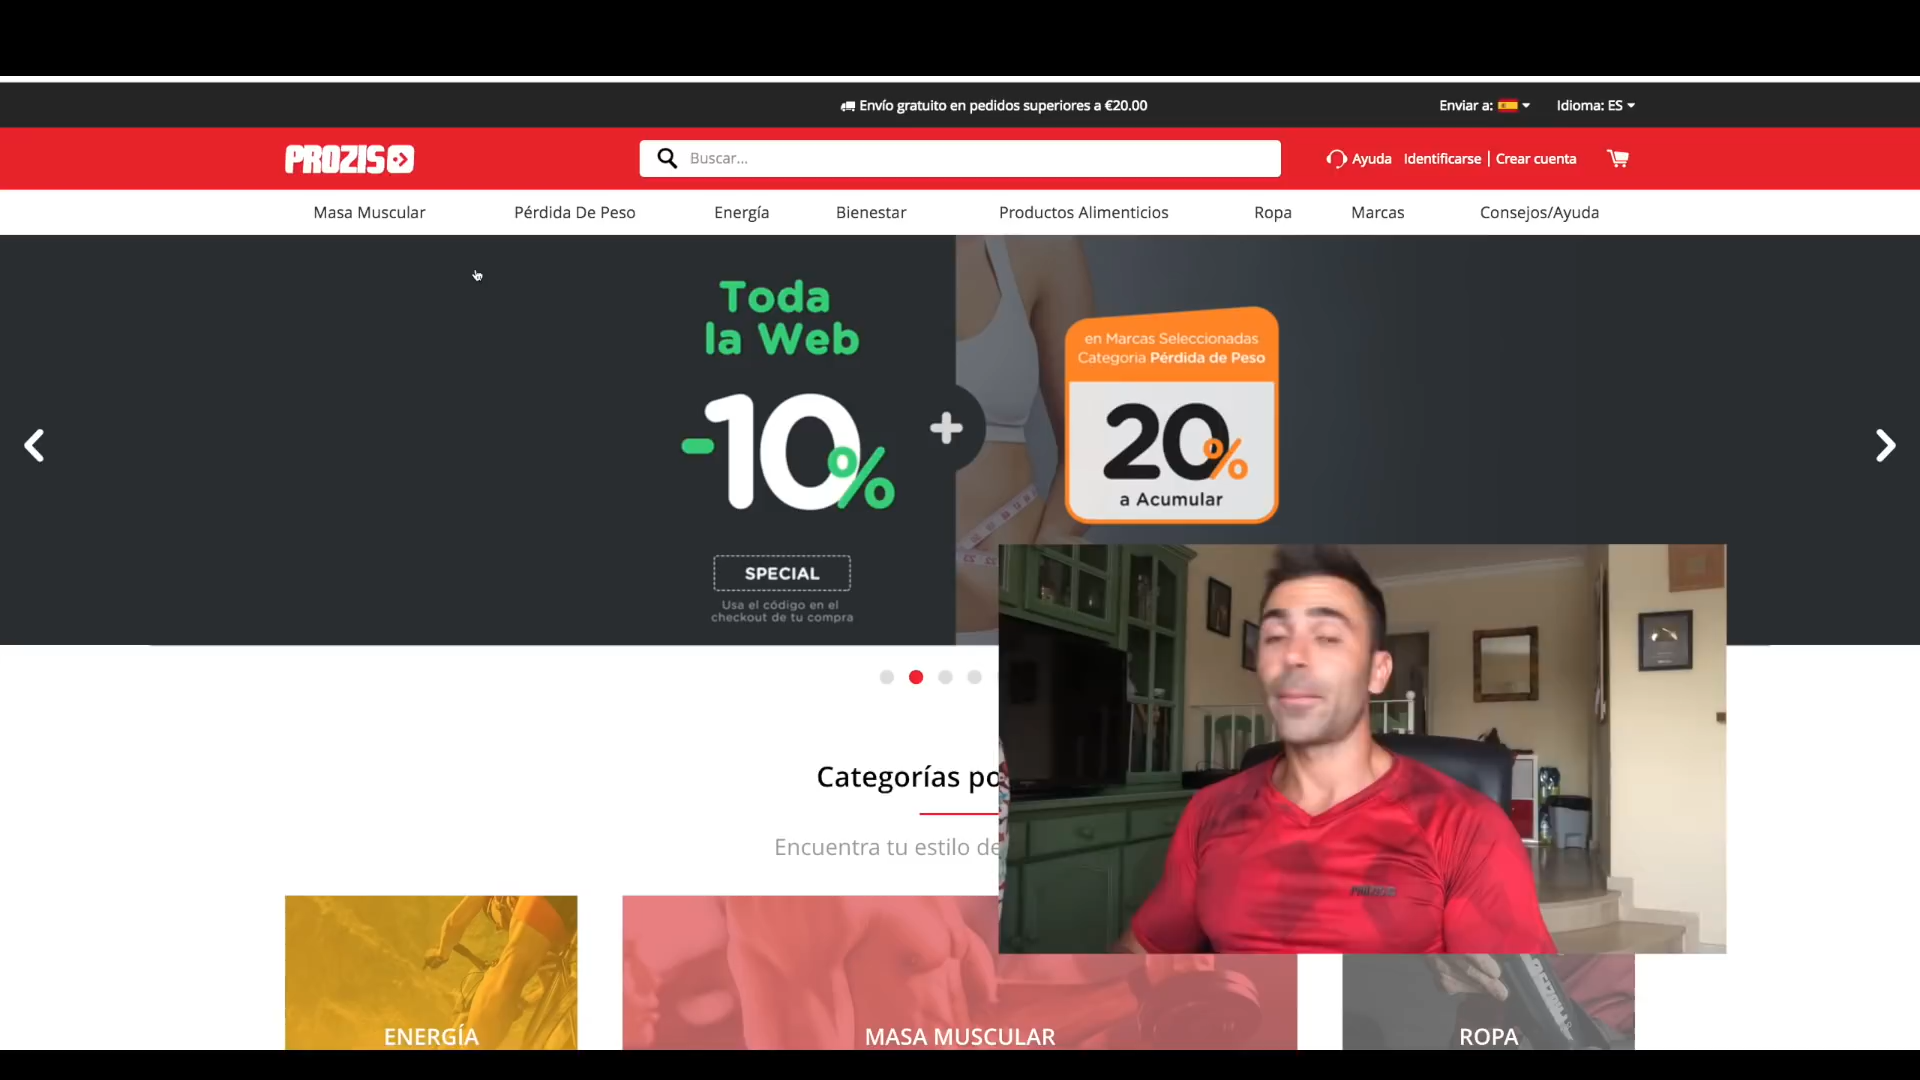 Envío gratuito en pedidos superiores a €20.00
Enviar a:
Idioma: ES
PROZIS
Buscar...
Ayuda
Identificarse | Crear cuenta
Masa Muscular
Pérdida De Peso
Energía
Bienestar
Productos Alimenticios
Ropa
Marcas
Consejos/Ayuda
Toda
la Web
-10%
+
en Marcas Seleccionadas
Categoria Pérdida de Peso
20%
a Acumular
SPECIAL
Usa el código en el
checkout de tu compra
Categorías po
Encuentra tu estilo de
PROZIS
ENERGÍA
MASA MUSCULAR
ROPA